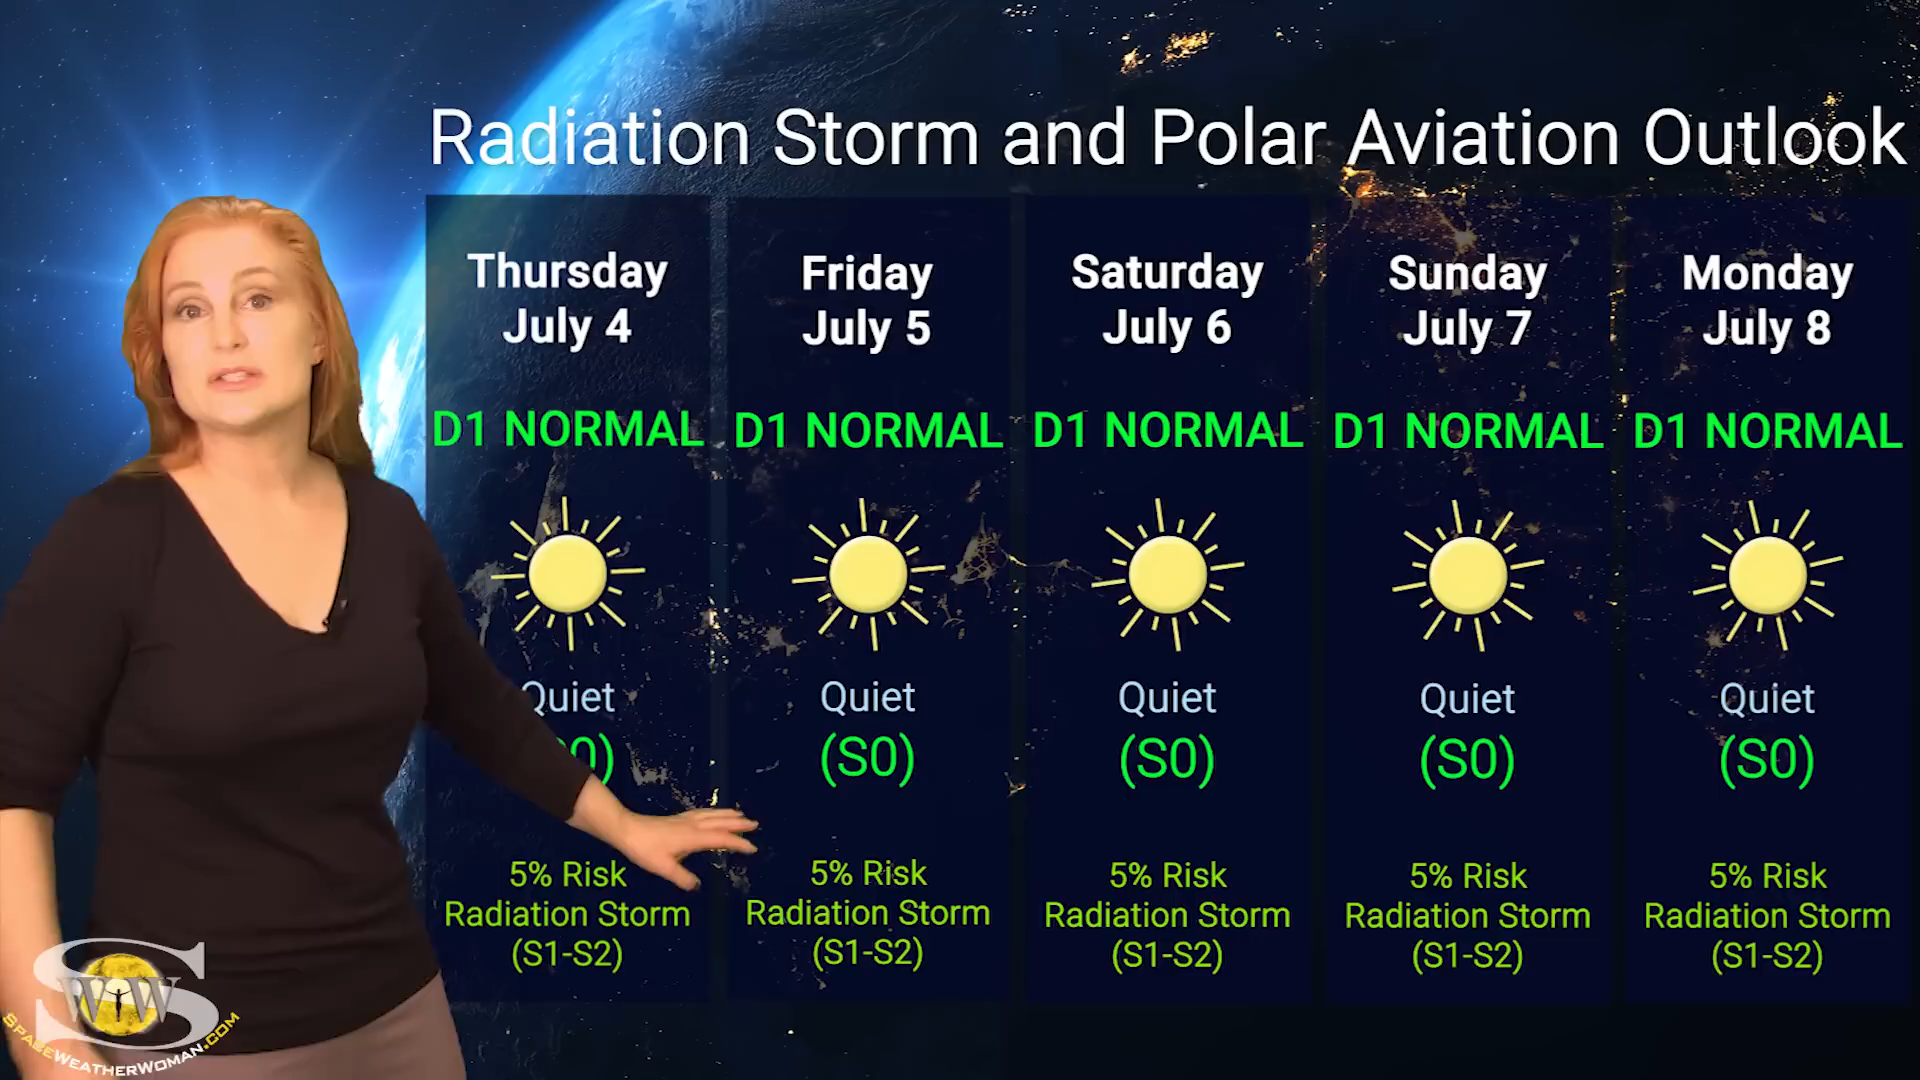 Radiation Storm and Polar Aviation Outlook
Thursday
July 4
D1 NORMAL
Quiet
0)
5% Risk
Radiation Storm
(S1-S2)
Friday
July 5
D1 NORMAL
Quiet
(S0)
5% Risk
Radiation Storm
(S1-S2)
Saturday
July 6
D1 NORMAL
Quiet
(S0)
5% Risk
Radiation Storm
(S1-S2)
Sunday
July 7
D1 NORMAL
Quiet
(S0)
5% Risk
Radiation Storm
(S1-S2)
Monday
July 8
D1 NORMAL
Quiet
(S0)
5% Risk
Radiation Storm
(S1-S2)
S
WW
SPACEWEATHERWOMAN.COM